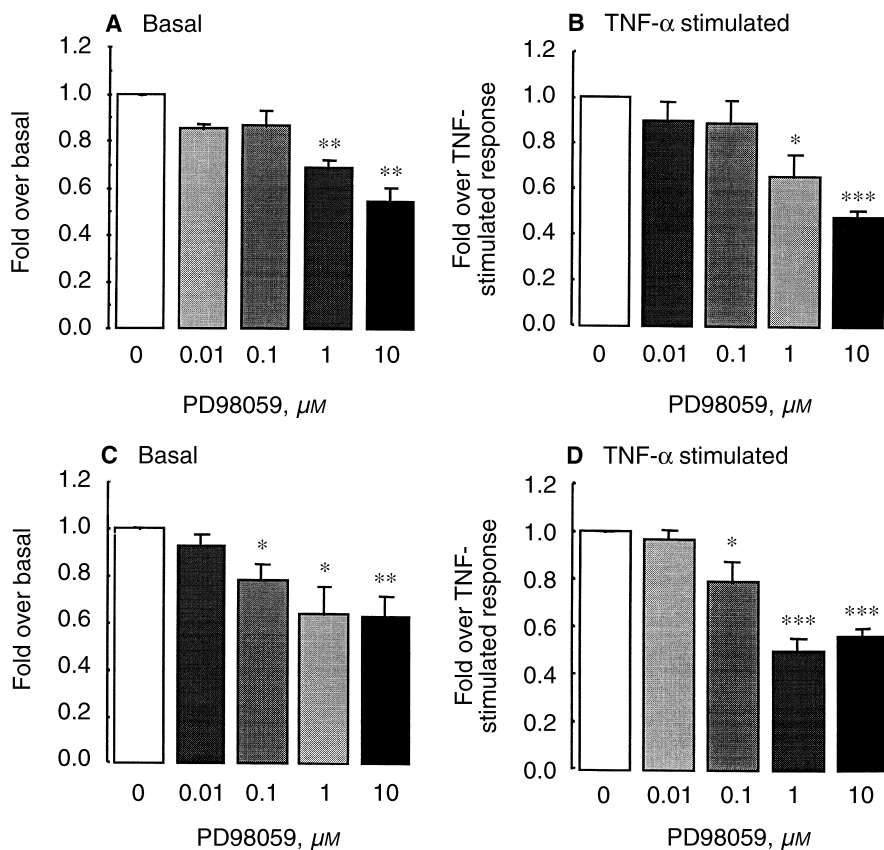 A Basal
Fold over basal
1.2
1.0
0.8
0.6
0.4
0.2
0.0
**
**
0 0.01 0.1 1 10
PD98059, µM
B TNF-α stimulated
Fold over TNF-
stimulated response
1.2
1.0
0.8
0.6
0.4
0.2
0.0
*
***
0 0.01 0.1 1 10
PD98059, µM
C Basal
Fold over basal
1.2
1.0
0.8
0.6
0.4
0.2
0.0
*
*
**
0 0.01 0.1 1 10
PD98059, µM
D TNF-α stimulated
Fold over TNF-
stimulated response
1.2
1.0
0.8
0.6
0.4
0.2
0.0
*
***
***
0 0.01 0.1 1 10
PD98059, µM